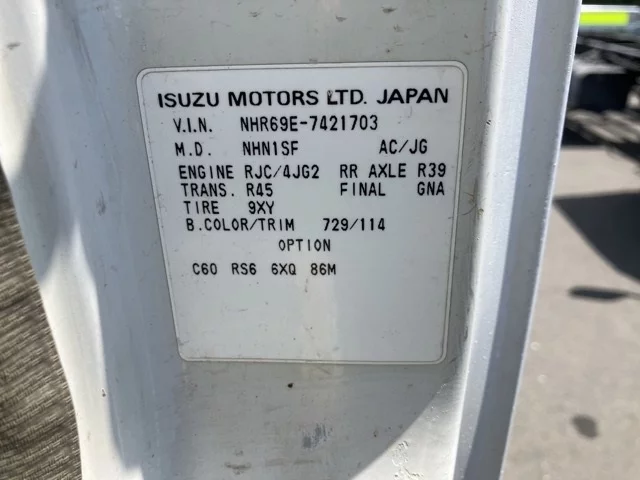 ISUZU MOTORS LTD. JAPAN
V.I.N. NHR69E-7421703
M.D. NHN1SF AC/JG
ENGINE RJC/4JG2 RR AXLE R39
TRANS. R45 FINAL GNA
TIRE 9XY
B.COLOR/TRIM 729/114
OPTION
C60 RS6 6XQ 86M